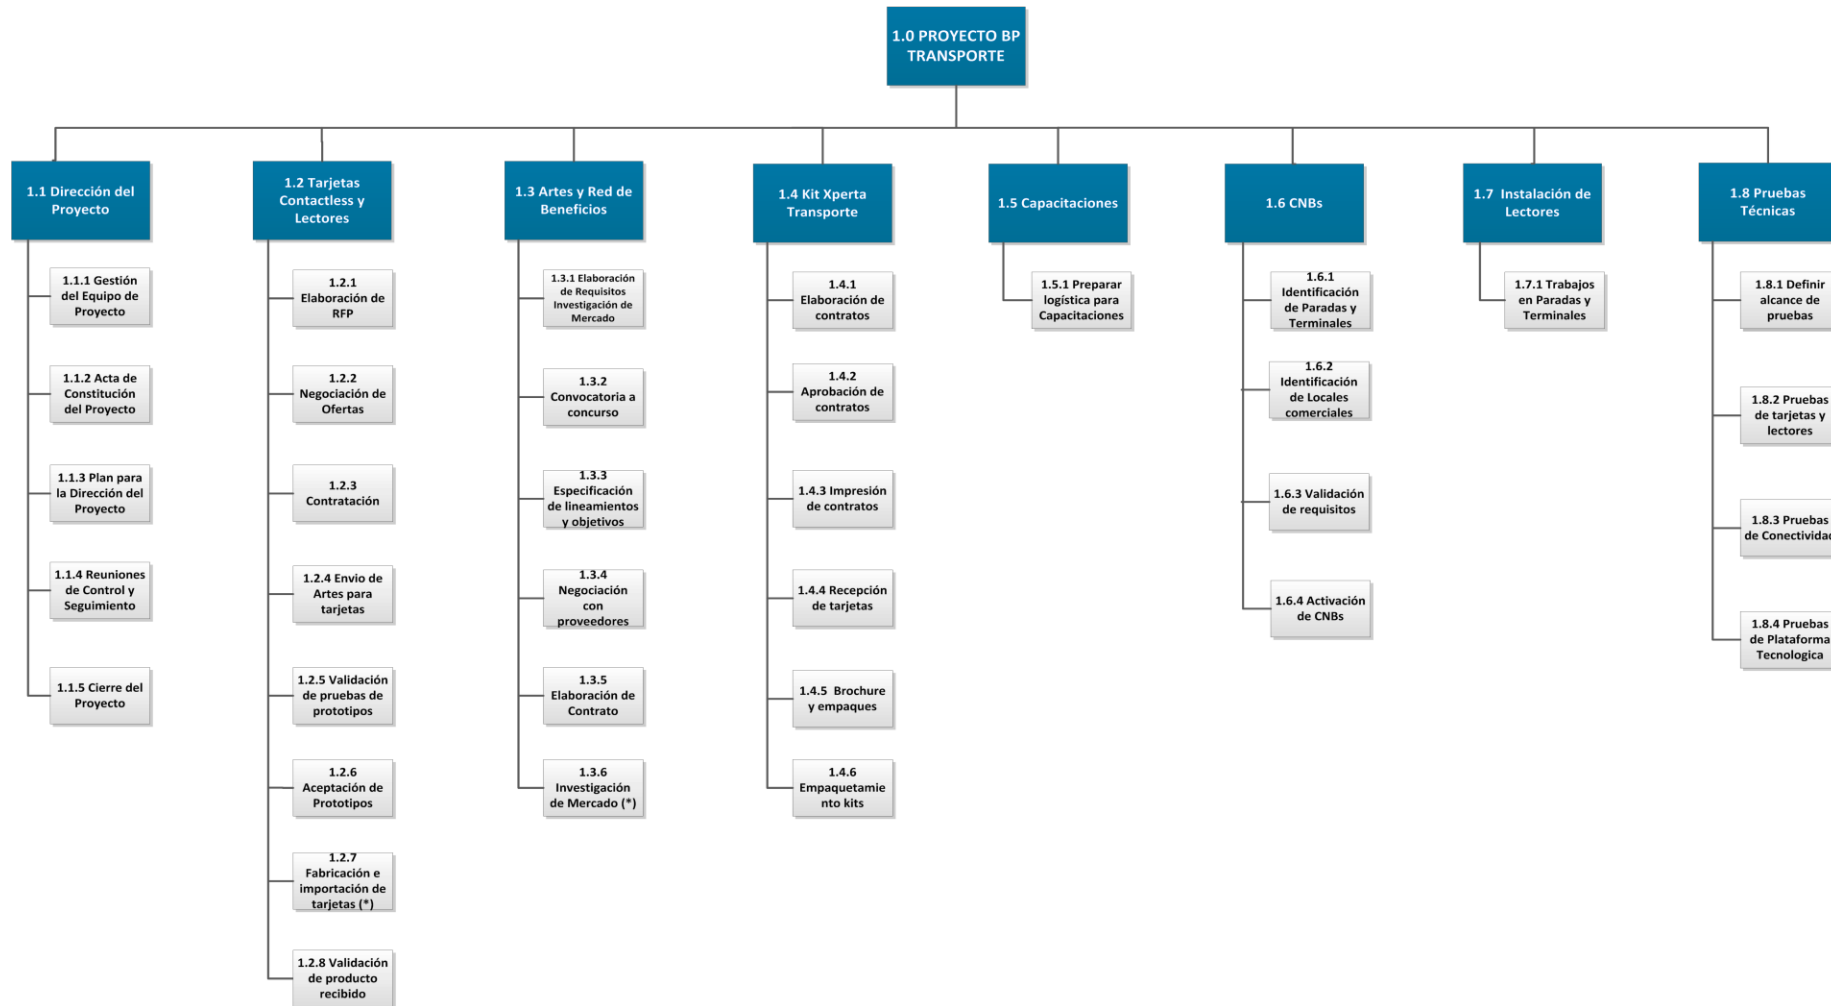 1.0 PROYECTO BP
TRANSPORTE
1.1 Dirección del
Proyecto
1.1.1 Gestión
del Equipo de
Proyecto
1.1.2 Acta de
Constitución
del Proyecto
1.1.3 Plan para
la Dirección del
Proyecto
1.1.4 Reuniones
de Control y
Seguimiento
1.1.5 Cierre del
Proyecto
1.2 Tarjetas
Contactless y
Lectores
1.2.1
Elaboración de
RFP
1.2.2
Negociación de
Ofertas
1.2.3
Contratación
1.2.4 Envio de
Artes para
tarjetas
1.2.5 Validación
de pruebas de
prototipos
1.2.6
Aceptación de
Prototipos
1.2.7
Fabricación e
importación de
tarjetas (*)
1.2.8 Validación
de producto
recibido
1.3 Artes y Red de
Beneficios
1.3.1 Elaboración
de Requisitos
Investigación de
Mercado
1.3.2
Convocatoria a
concurso
1.3.3
Especificación
de lineamientos
y objetivos
1.3.4
Negociación
con
proveedores
1.3.5
Elaboración de
Contrato
1.3.6
Investigación
de Mercado (*)
1.4 Kit Xperta
Transporte
1.4.1
Elaboración de
contratos
1.4.2
Aprobación de
contratos
1.4.3 Impresión
de contratos
1.4.4 Recepción
de tarjetas
1.4.5 Brochure
y empaques
1.4.6
Empaquetamie
nto kits
1.5 Capacitaciones
1.5.1 Preparar
logística para
Capacitaciones
1.6 CNBs
1.6.1
Identificación
de Paradas y
Terminales
1.6.2
Identificación
de Locales
comerciales
1.6.3 Validación
de requisitos
1.6.4 Activación
de CNBs
1.7 Instalación de
Lectores
1.7.1 Trabajos
en Paradas y
Terminales
1.8 Pruebas
Técnicas
1.8.1 Definir
alcance de
pruebas
1.8.2 Pruebas
de tarjetas y
lectores
1.8.3 Pruebas
de Conectividad
1.8.4 Pruebas
de Plataforma
Tecnologica